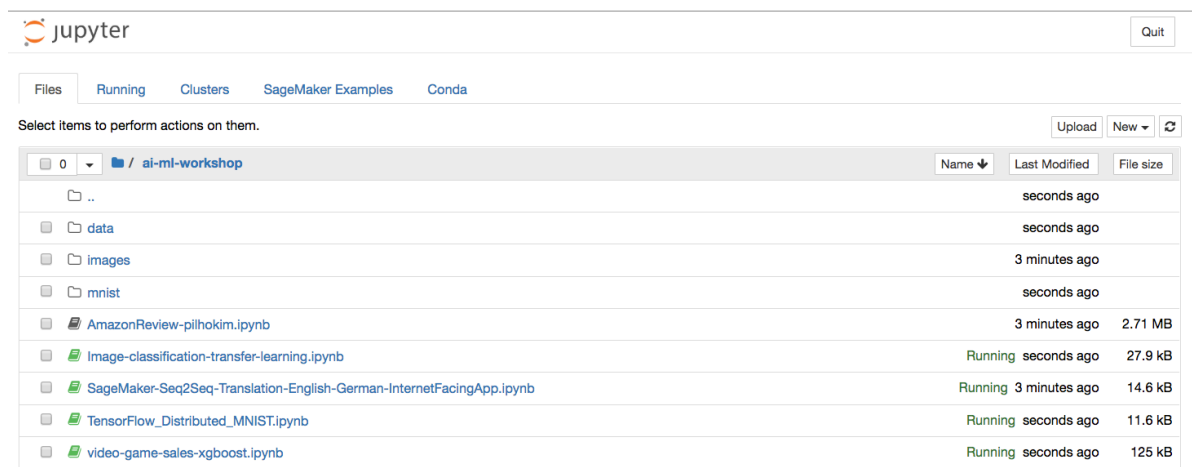 jupyter Quit
Files Running Clusters SageMaker Examples Conda
Select items to perform actions on them. Upload New
0 / ai-ml-workshop Name Last Modified File size
.. seconds ago
data seconds ago
images 3 minutes ago
mnist seconds ago
AmazonReview-pilhokim.ipynb 3 minutes ago 2.71 MB
Image-classification-transfer-learning.ipynb Running seconds ago 27.9 kB
SageMaker-Seq2Seq-Translation-English-German-InternetFacingApp.ipynb Running 3 minutes ago 14.6 kB
TensorFlow_Distributed_MNIST.ipynb Running seconds ago 11.6 kB
video-game-sales-xgboost.ipynb Running seconds ago 125 kB